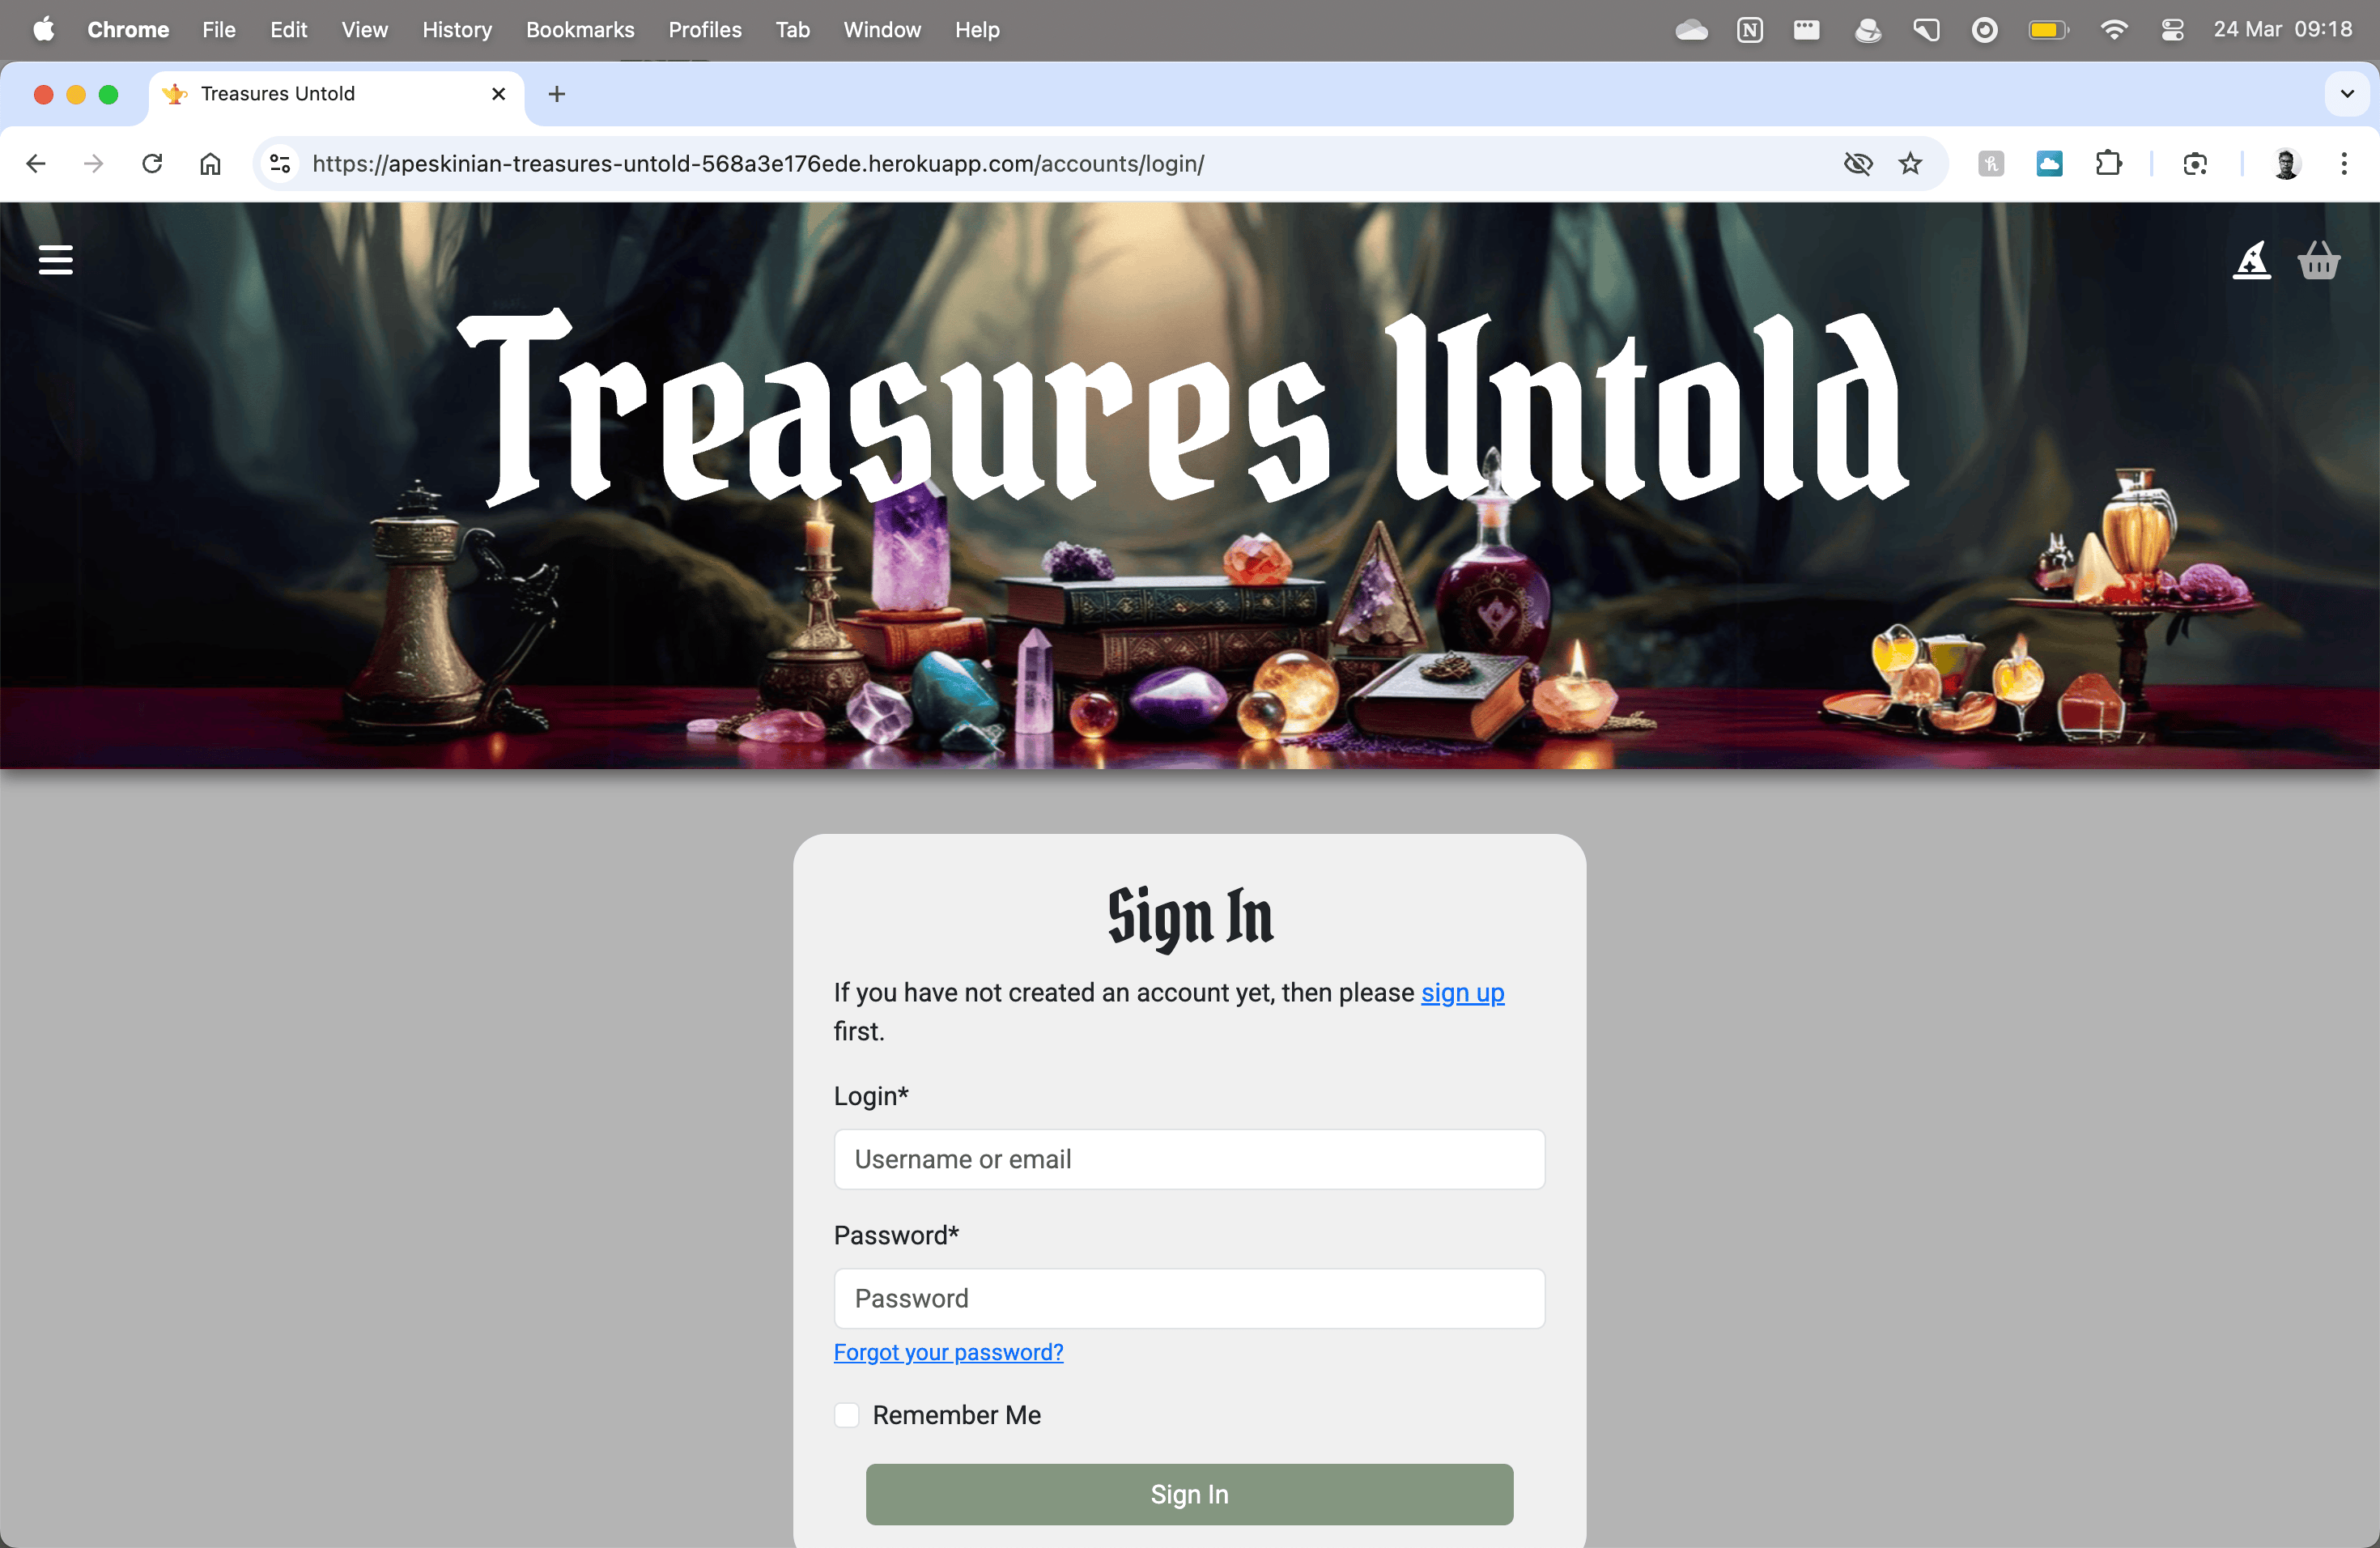 Chrome File Edit View History Bookmarks Profiles Tab Window Help 24 Mar 09:18
Treasures Untold
https://apeskinian-treasures-untold-568a3e176ede.herokuapp.com/accounts/login/
Treasures Untold
Sign In
If you have not created an account yet, then please sign up
first.
Login*
Username or email
Password*
Password
Forgot your password?
Remember Me
Sign In